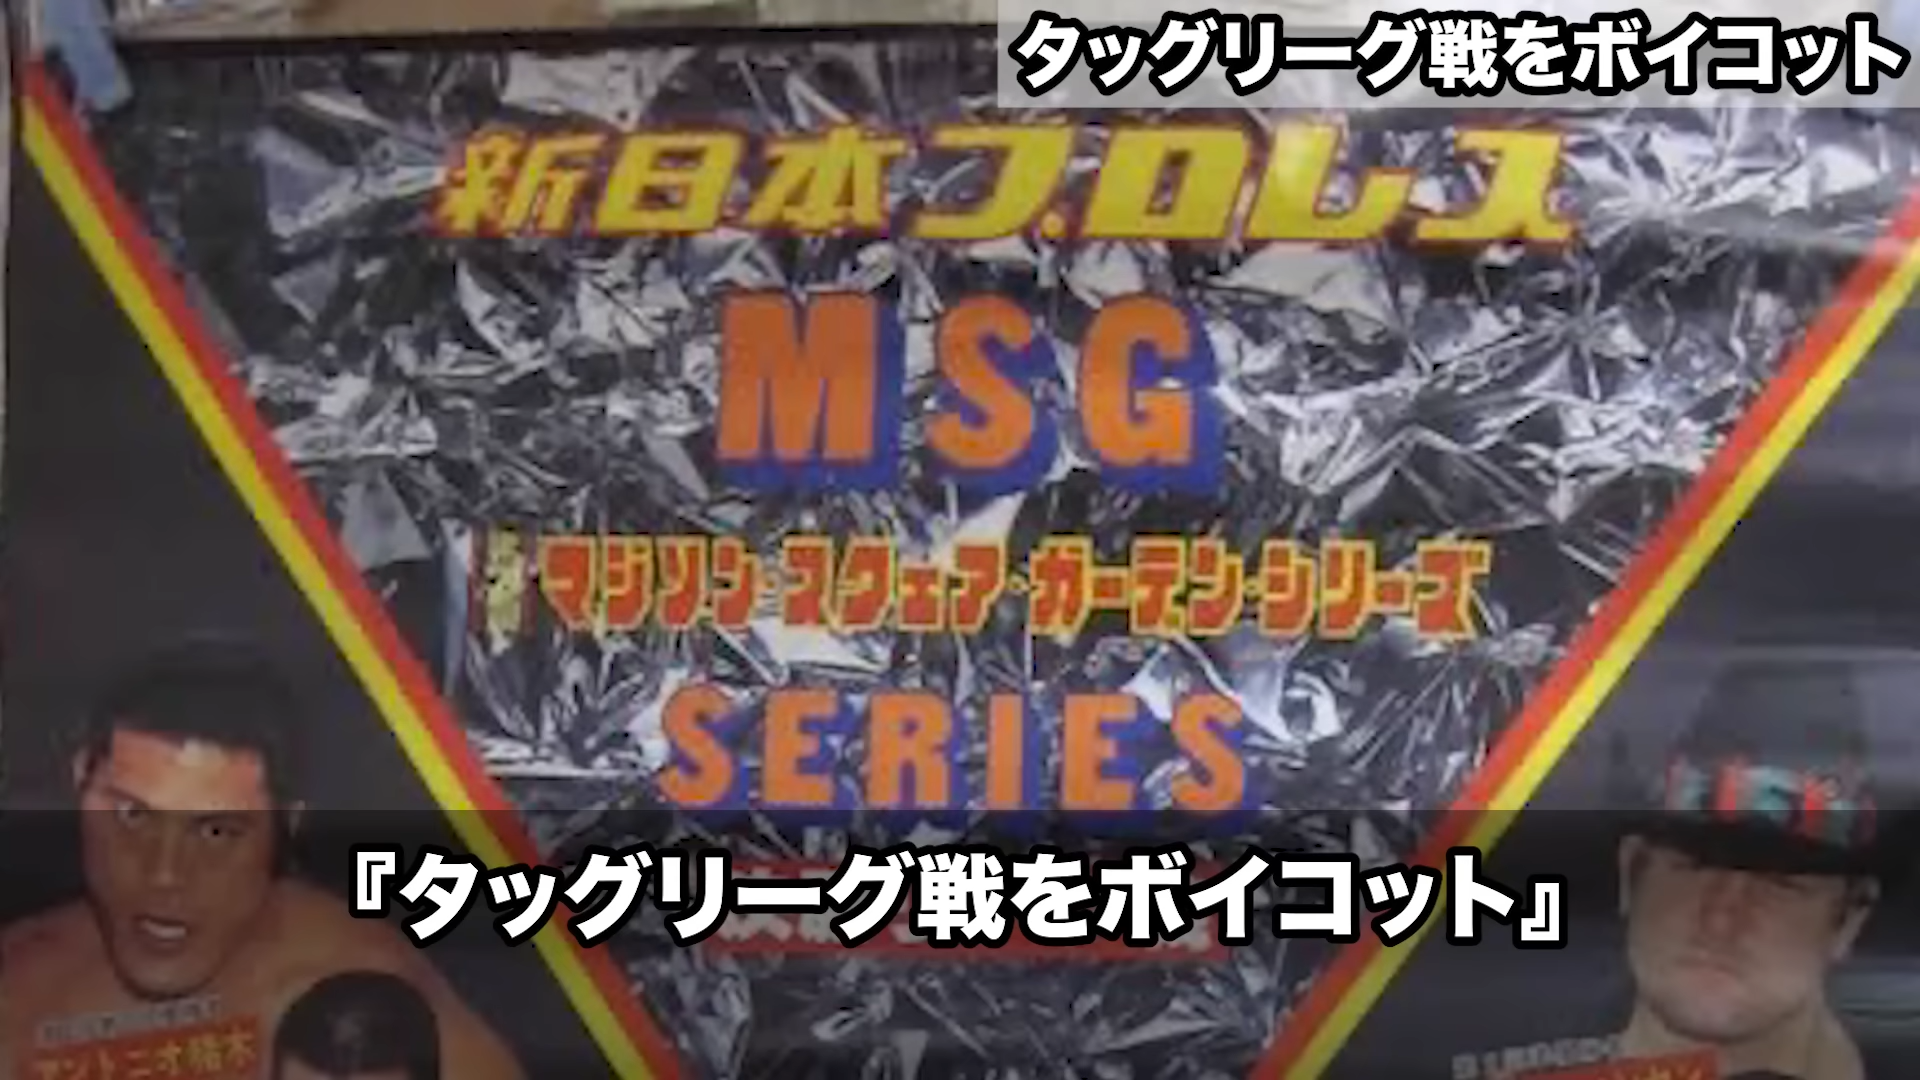 タッグリーグ戦をボイコット
新日本プロレス
MSG
マジソン・スクェア・ガーデン・シリーズ
SERIES
『タッグリーグ戦をボイコット』
アントニオ猪木